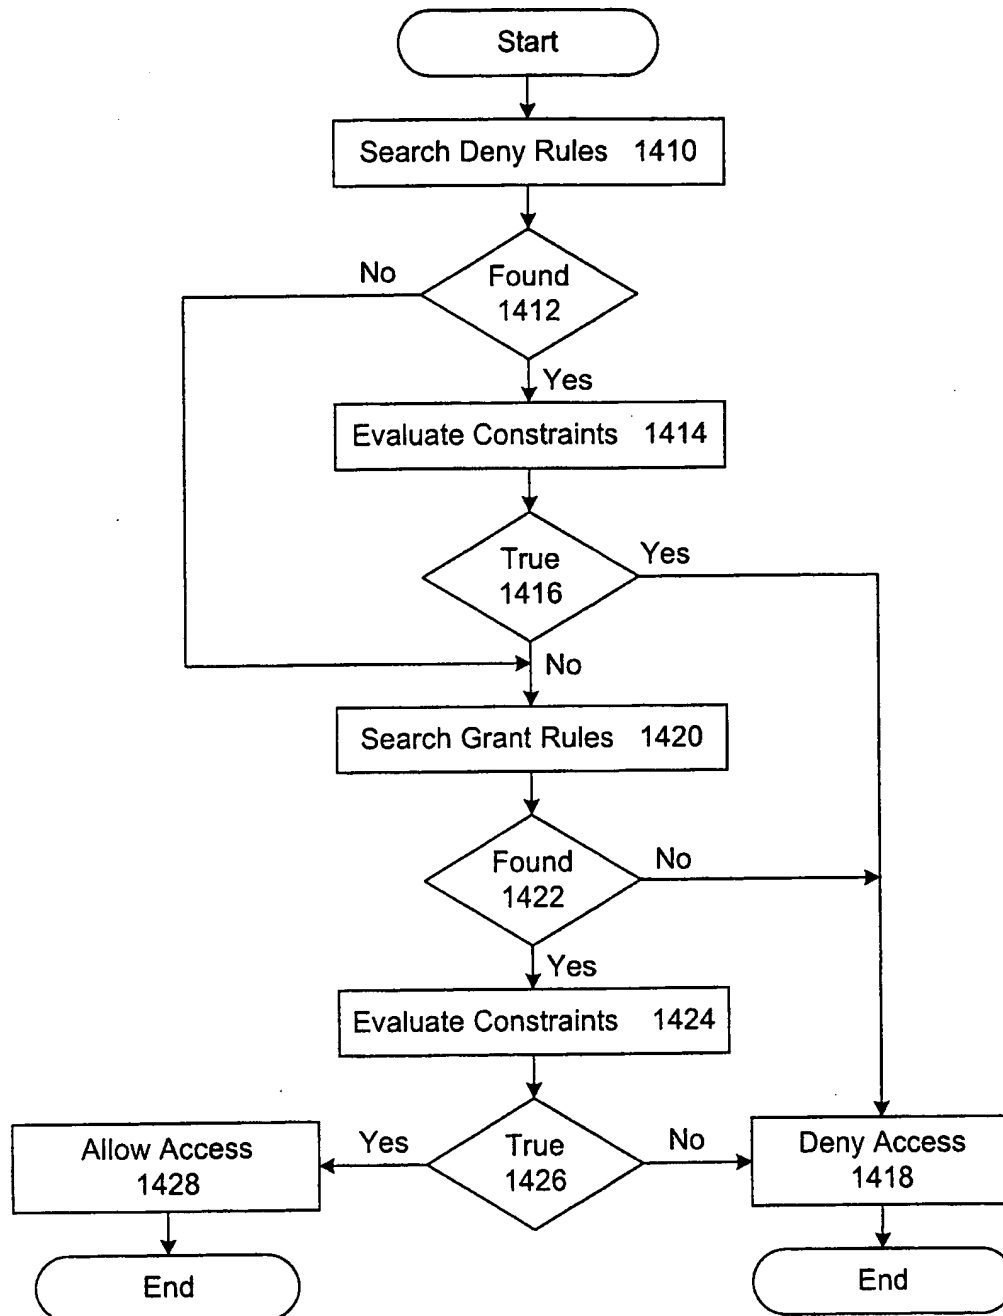 Start
Search Deny Rules 1410
No
Found
1412
Yes
Evaluate Constraints 1414
True
1416
Yes
No
Search Grant Rules 1420
Found
1422
No
Yes
Evaluate Constraints 1424
Allow Access
1428
Yes
True
1426
No
Deny Access
1418
End
End